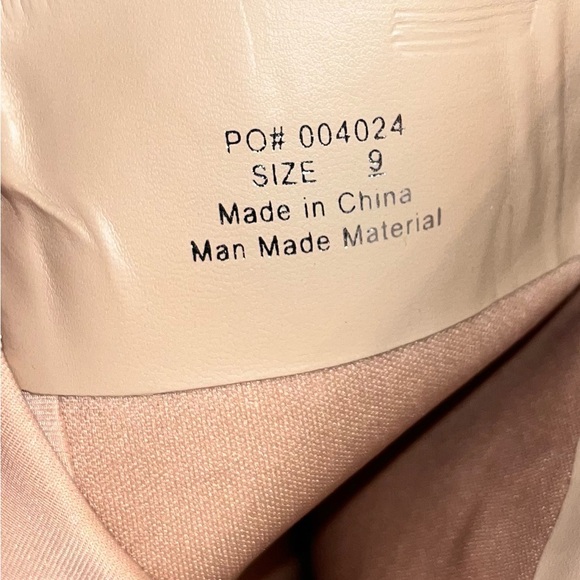 PO# 004024
SIZE 9
Made in China
Man Made Material